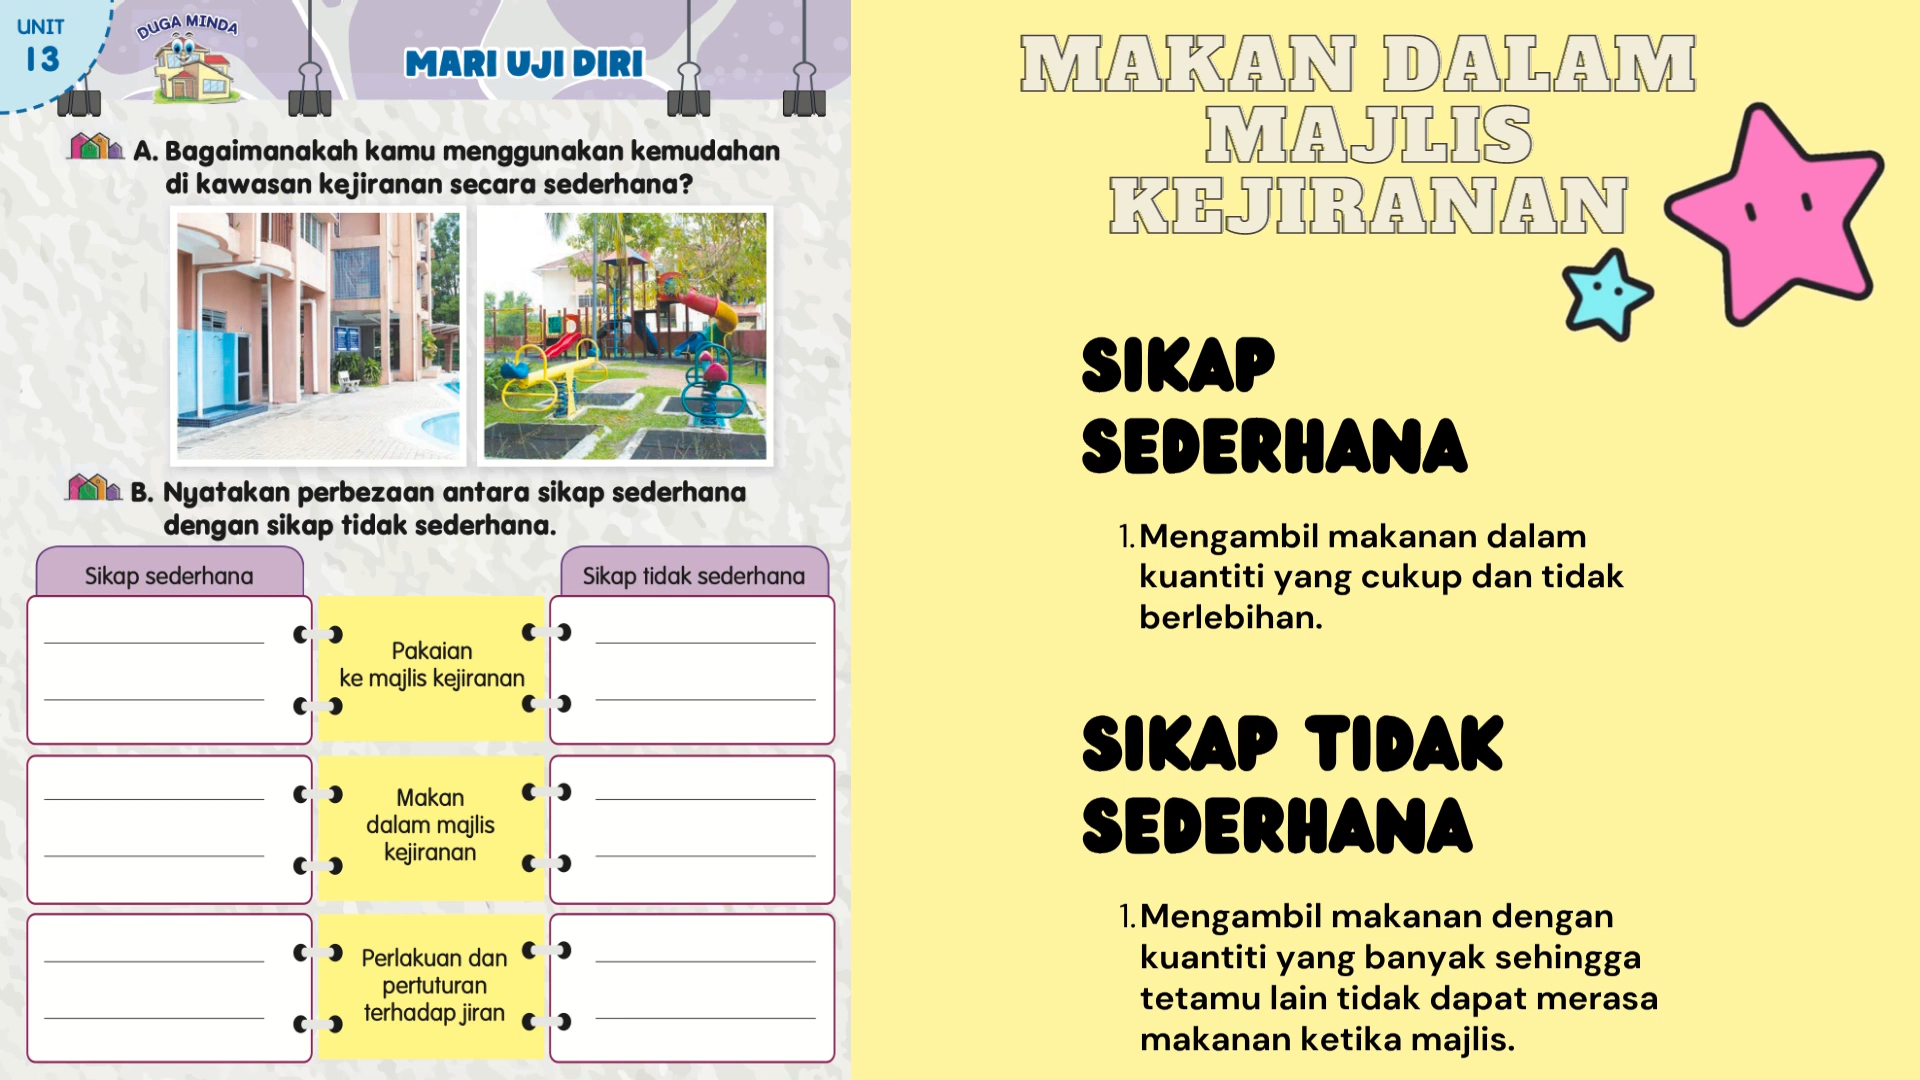 UNIT
13
DUGA MINDA
MARI UJI DIRI
A. Bagaimanakah kamu menggunakan kemudahan
di kawasan kejiranan secara sederhana?
B. Nyatakan perbezaan antara sikap sederhana
dengan sikap tidak sederhana.
Sikap sederhana
Sikap tidak sederhana
Pakaian
ke majlis kejiranan
Makan
dalam majlis
kejiranan
Perlakuan dan
pertuturan
terhadap jiran
MAKAN DALAM
MAJLIS
KEJIRANAN
SIKAP
SEDERHANA
1. Mengambil makanan dalam
kuantiti yang cukup dan tidak
berlebihan.
SIKAP TIDAK
SEDERHANA
1. Mengambil makanan dengan
kuantiti yang banyak sehingga
tetamu lain tidak dapat merasa
makanan ketika majlis.